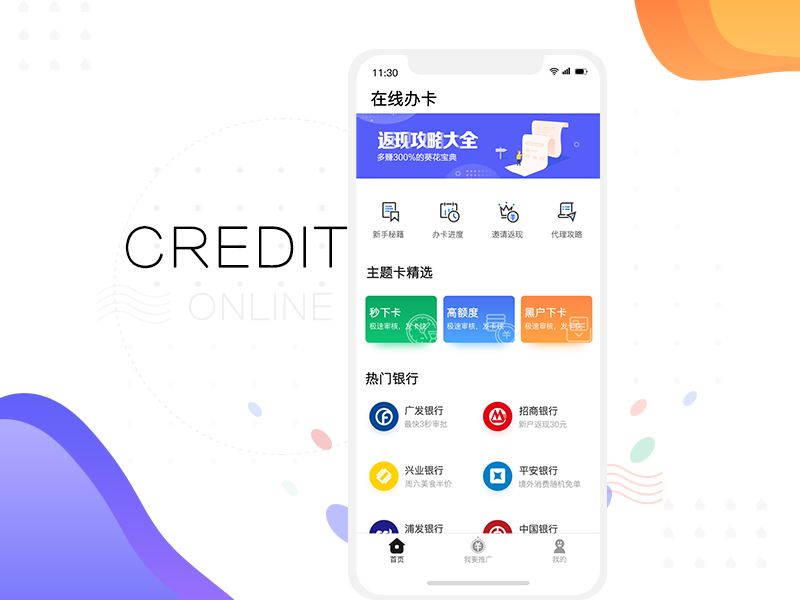 CREDIT
ONLINE
11:30
在线办卡
返现攻略大全
多赚300%的葵花宝典
新手秘籍
办卡进度
邀请返现
代理攻略
主题卡精选
秒下卡
极速审核，发卡快
高额度
极速审核，发卡快
黑户下卡
极速审核，发卡快
热门银行
广发银行
最快3秒审批
招商银行
新户返现30元
兴业银行
周六美食半价
平安银行
境外消费随机免单
浦发银行
中国银行
首页
我要推广
我的